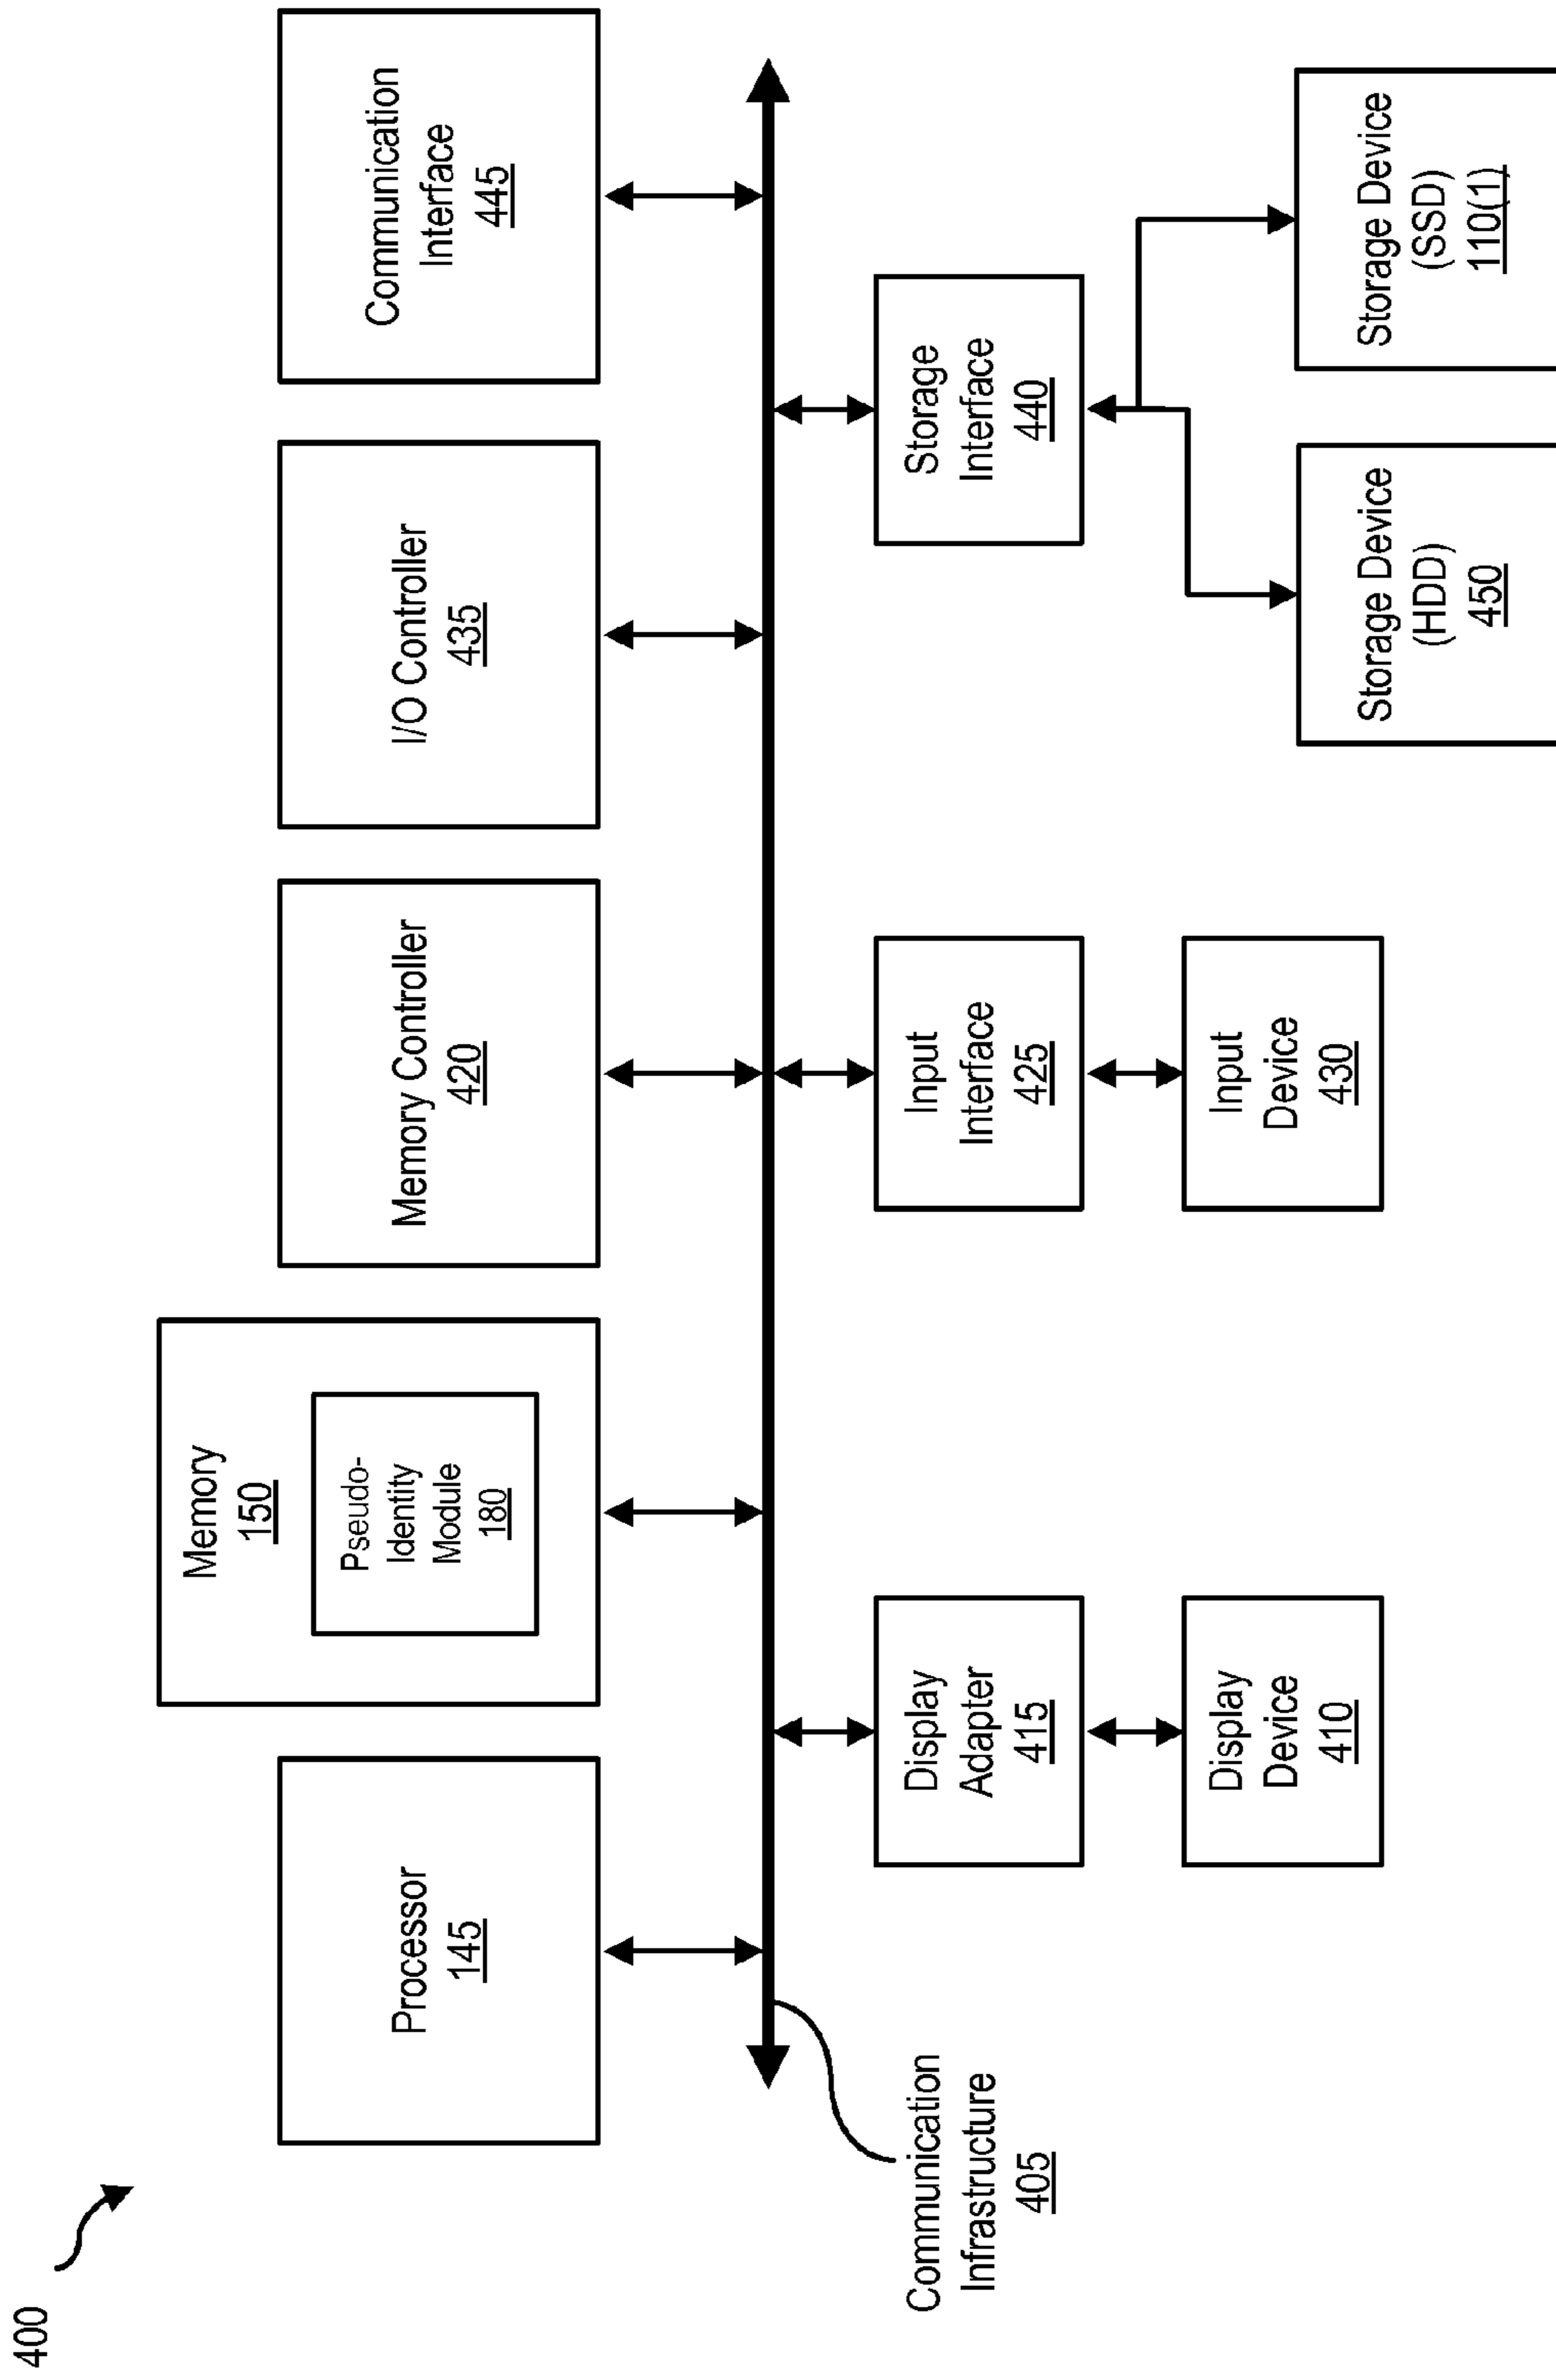 400
Processor
145
Memory
150
Pseudo-
Identity
Module
180
Memory Controller
420
I/O Controller
435
Communication
Interface
445
Communication
Infrastructure
405
Display
Adapter
415
Display
Device
410
Input
Interface
425
Input
Device
430
Storage
Interface
440
Storage Device
(HDD)
450
Storage Device
(SSD)
110(1)